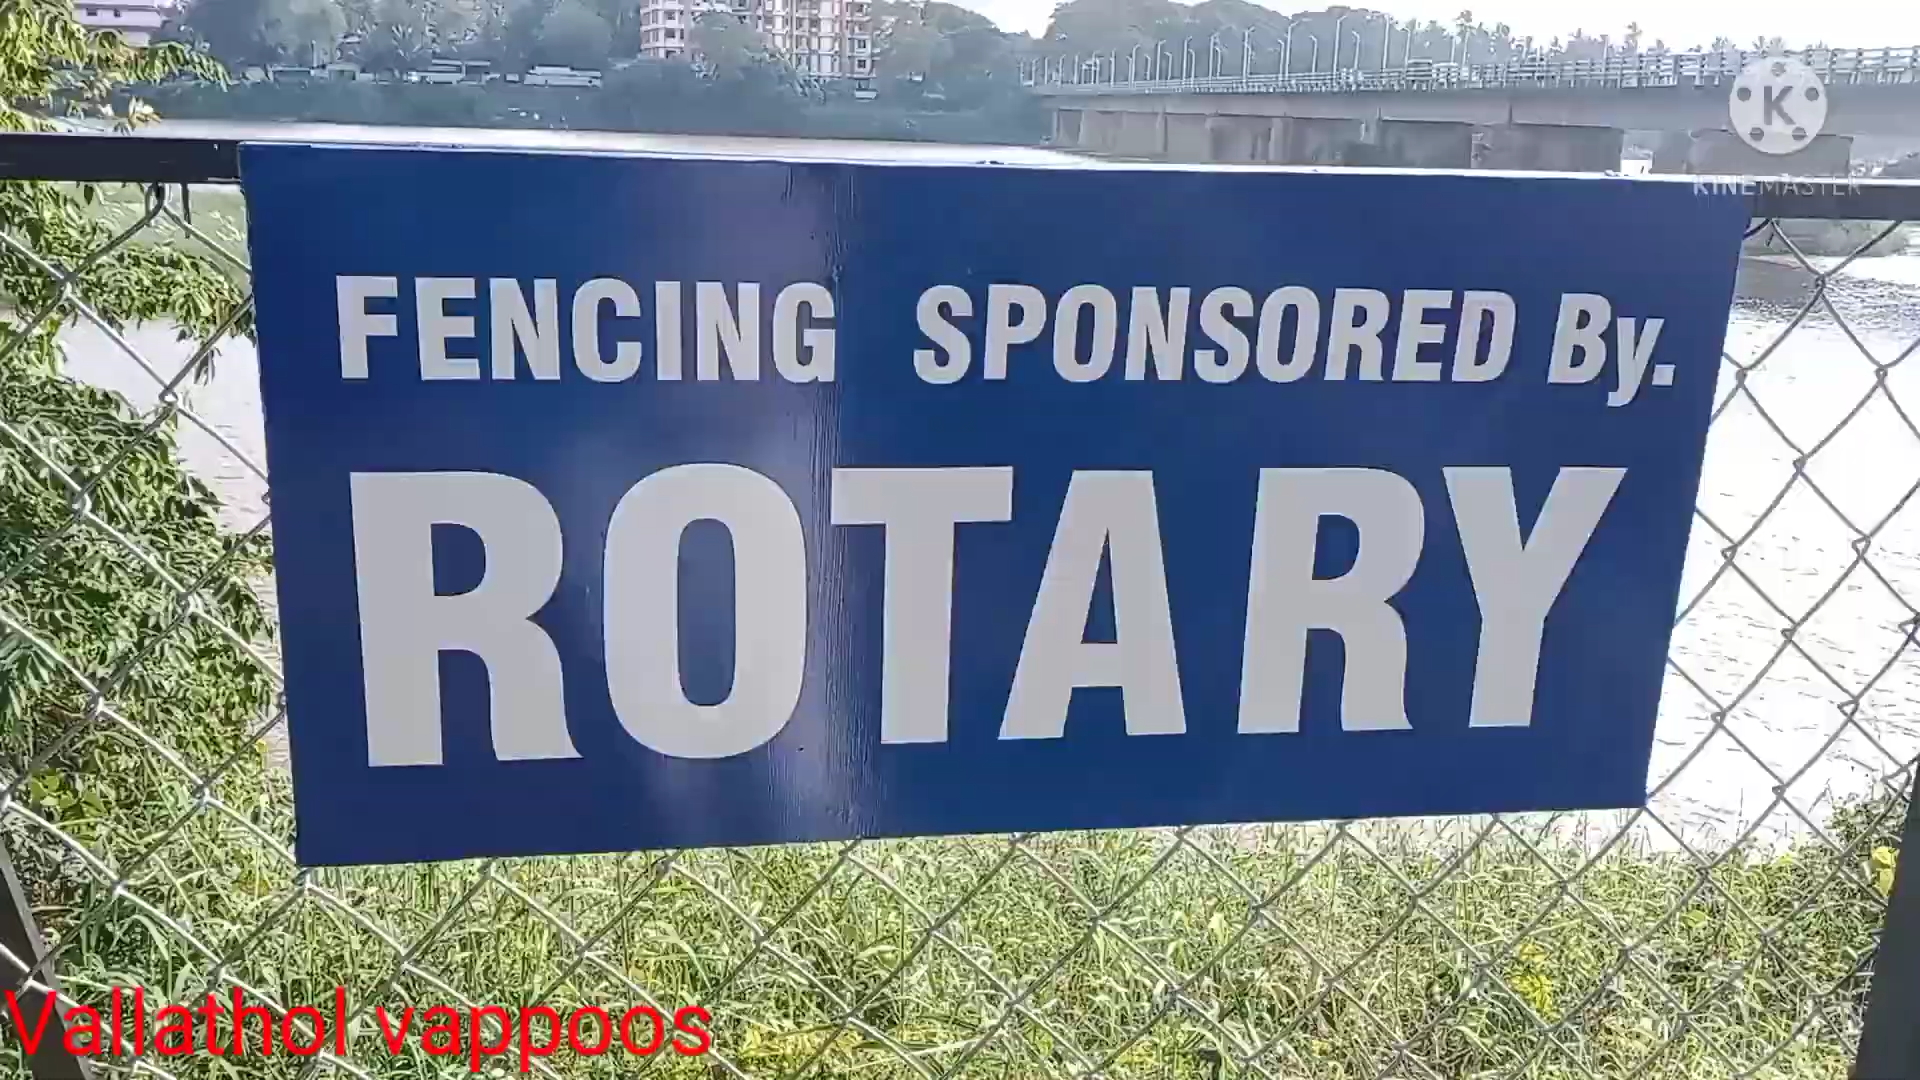 K
KINEMASTER
FENCING SPONSORED By.
ROTARY
Vallathol vappoos